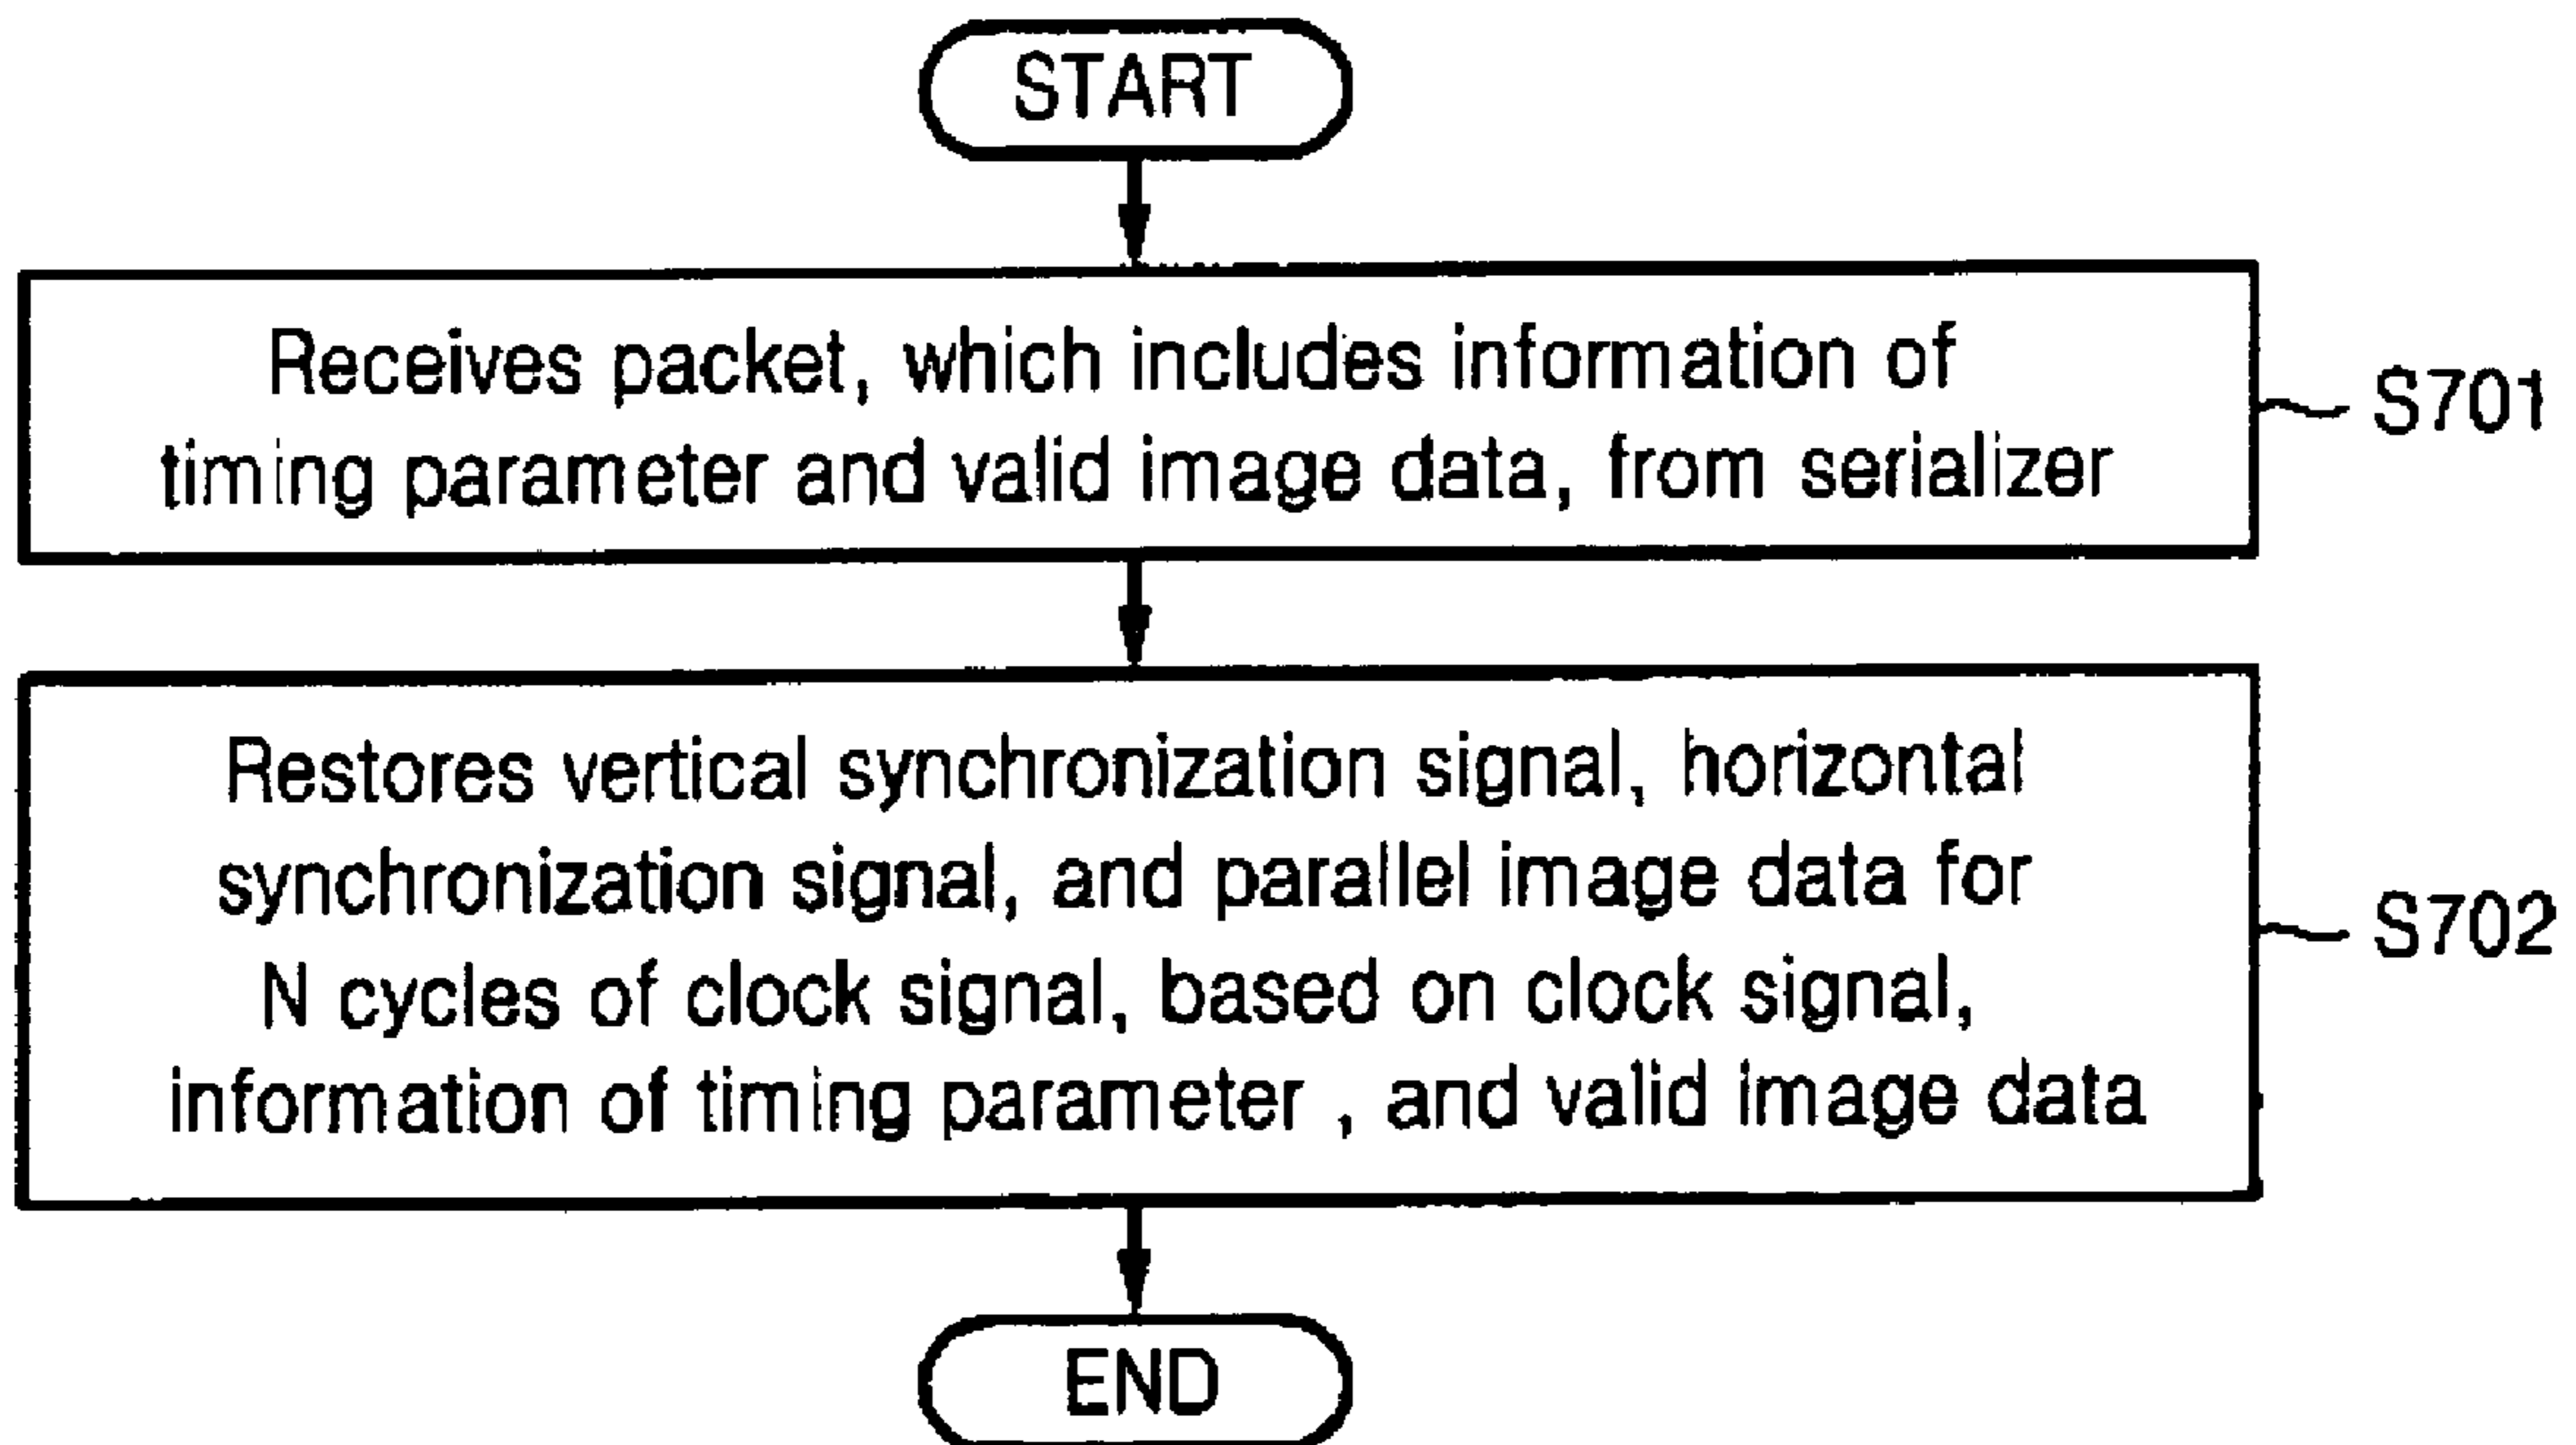 START
Receives packet, which includes information of
timing parameter and valid image data, from serializer
S701
Restores vertical synchronization signal, horizontal
synchronization signal, and parallel image data for
N cycles of clock signal, based on clock signal,
information of timing parameter , and valid image data
S702
END